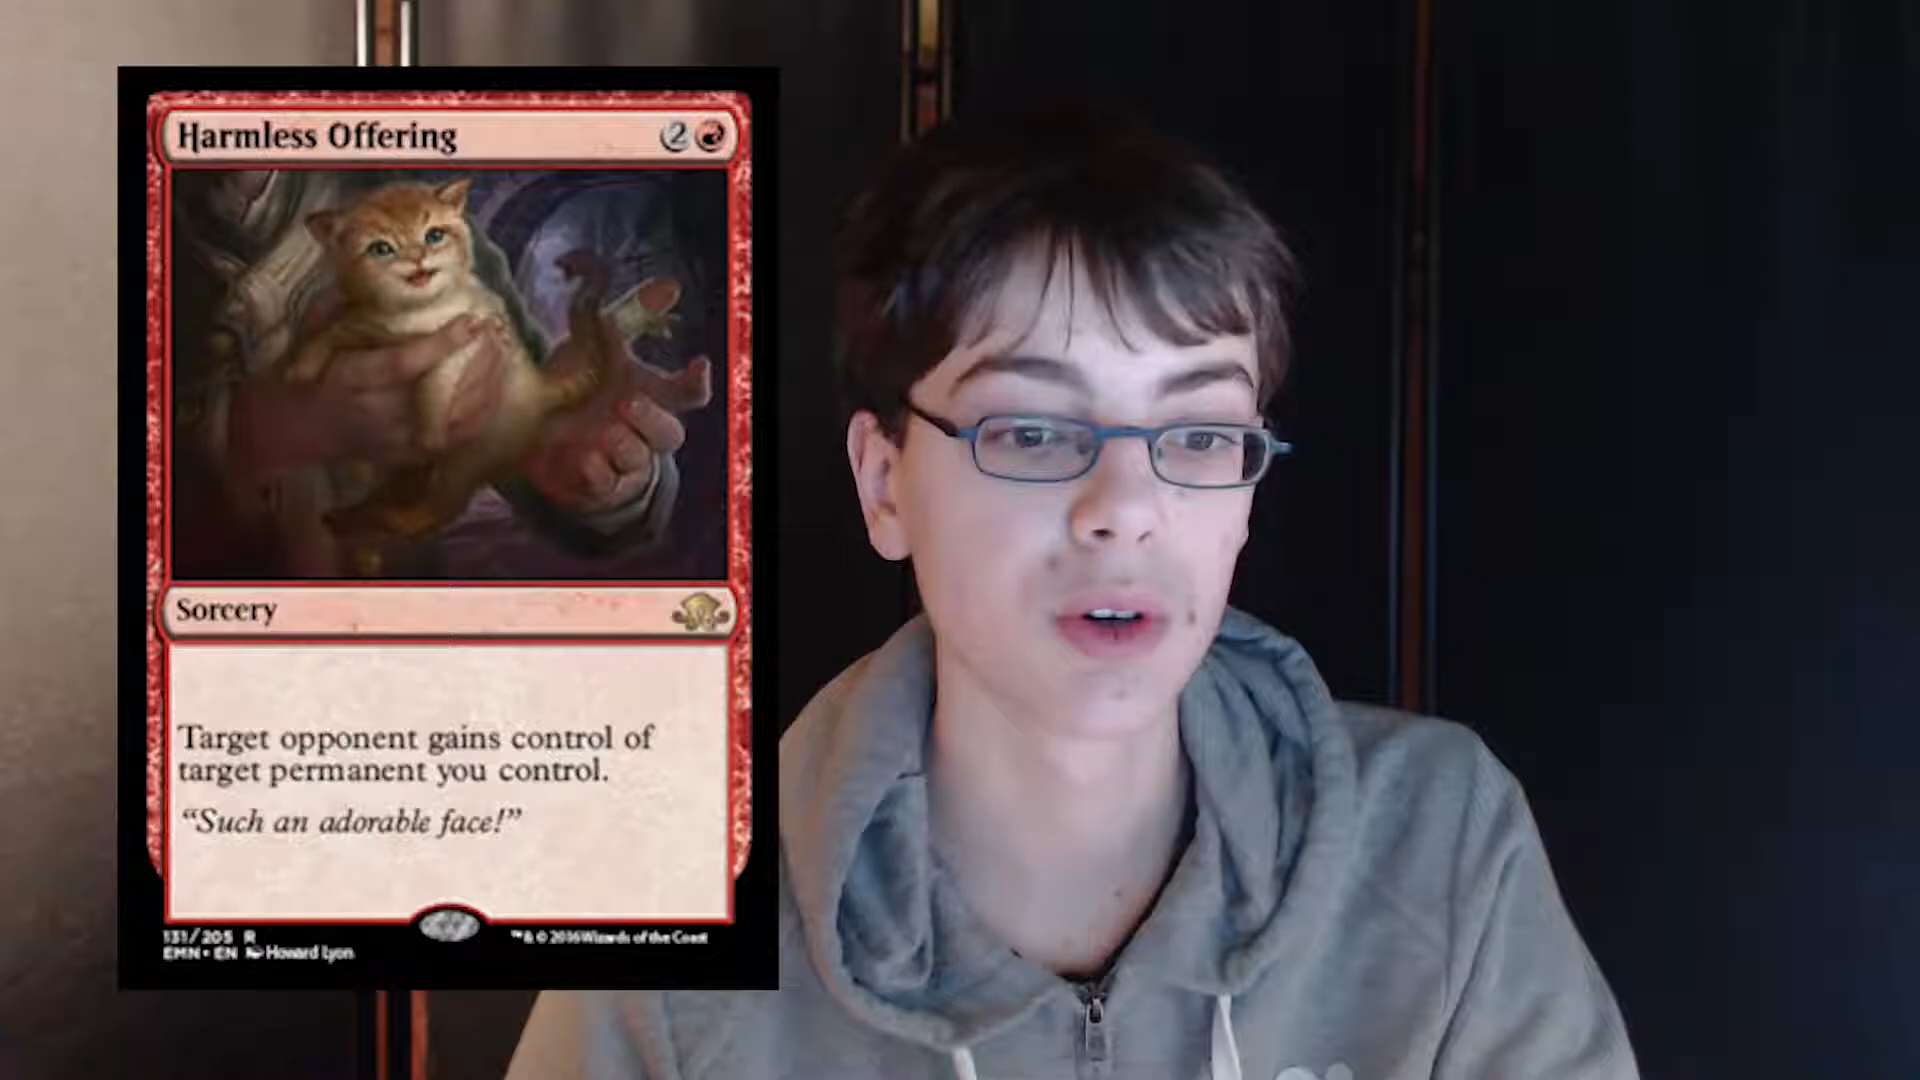 Harmless Offering 2
Sorcery
Target opponent gains control of
target permanent you control.
“Such an adorable face!”
131/205 R
™& © 2016 Wizards of the Coast
EMN • EN Howard Lyon